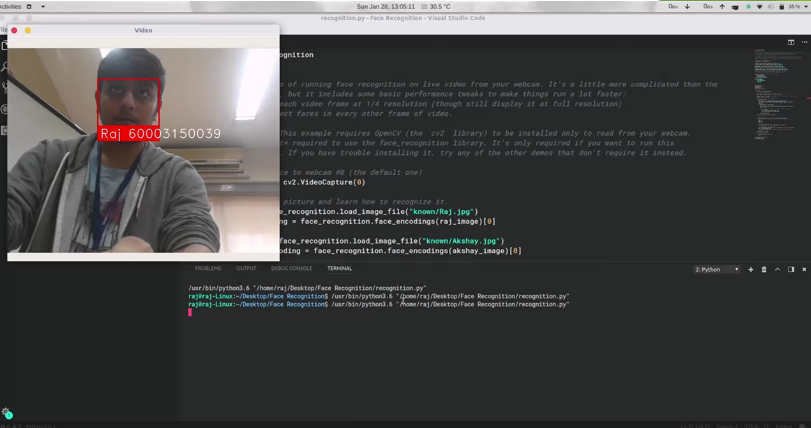 Activities
Sun Jan 28, 13:05:11
30.5 °C
35 %
recognition.py - Face Recognition - Visual Studio Code
Video
Raj 60003150039
ognition
s of running face recognition on live video from your webcam. It's a little more complicated than the
, but it includes some basic performance tweaks to make things run a lot faster:
each video frame at 1/4 resolution (though still display it at full resolution)
ect faces in every other frame of video.
This example requires OpenCV (the `cv2` library) to be installed only to read from your webcam.
t* required to use the face_recognition library. It's only required if you want to run this
. If you have trouble installing it, try any of the other demos that don't require it instead.
ce to webcam #0 (the default one)
cv2.VideoCapture(0)
picture and learn how to recognize it.
ce_recognition.load_image_file("known/Raj.jpg")
ng = face_recognition.face_encodings(raj_image)[0]
face_recognition.load_image_file("known/Akshay.jpg")
coding = face_recognition.face_encodings(akshay_image)[0]
PROBLEMS OUTPUT DEBUG CONSOLE TERMINAL 2: Python
/usr/bin/python3.6 "/home/raj/Desktop/Face Recognition/recognition.py"
raj@raj-Linux:~/Desktop/Face Recognition$ /usr/bin/python3.6 "/home/raj/Desktop/Face Recognition/recognition.py"
raj@raj-Linux:~/Desktop/Face Recognition$ /usr/bin/python3.6 "/home/raj/Desktop/Face Recognition/recognition.py"